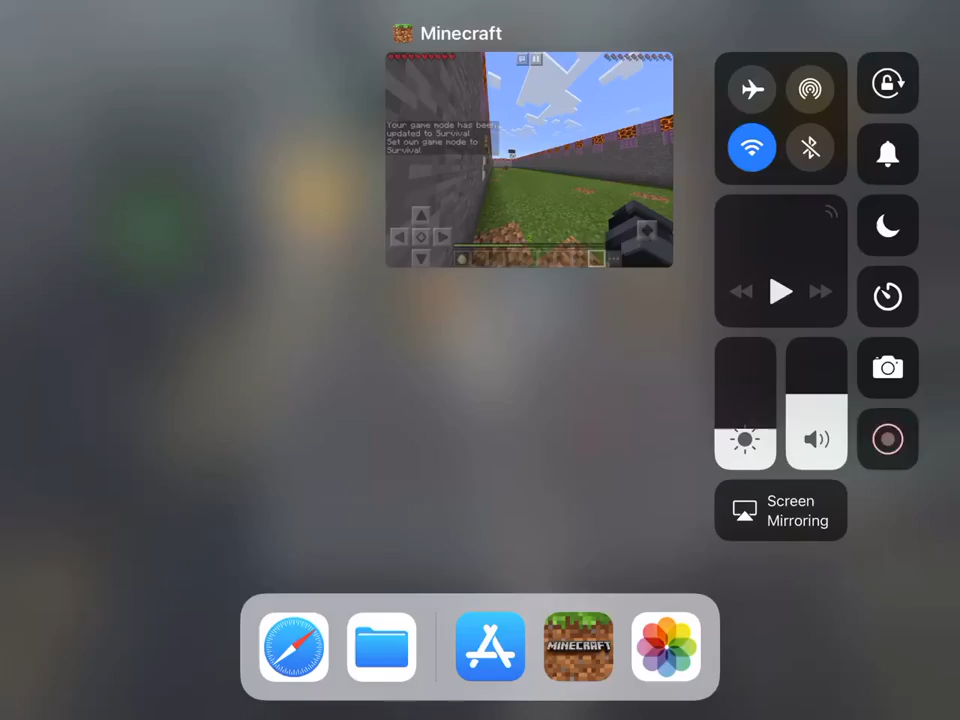 Minecraft
Your game mode has been
updated to Survival
Set own game mode to
Survival
Screen
Mirroring
MINECRAFT